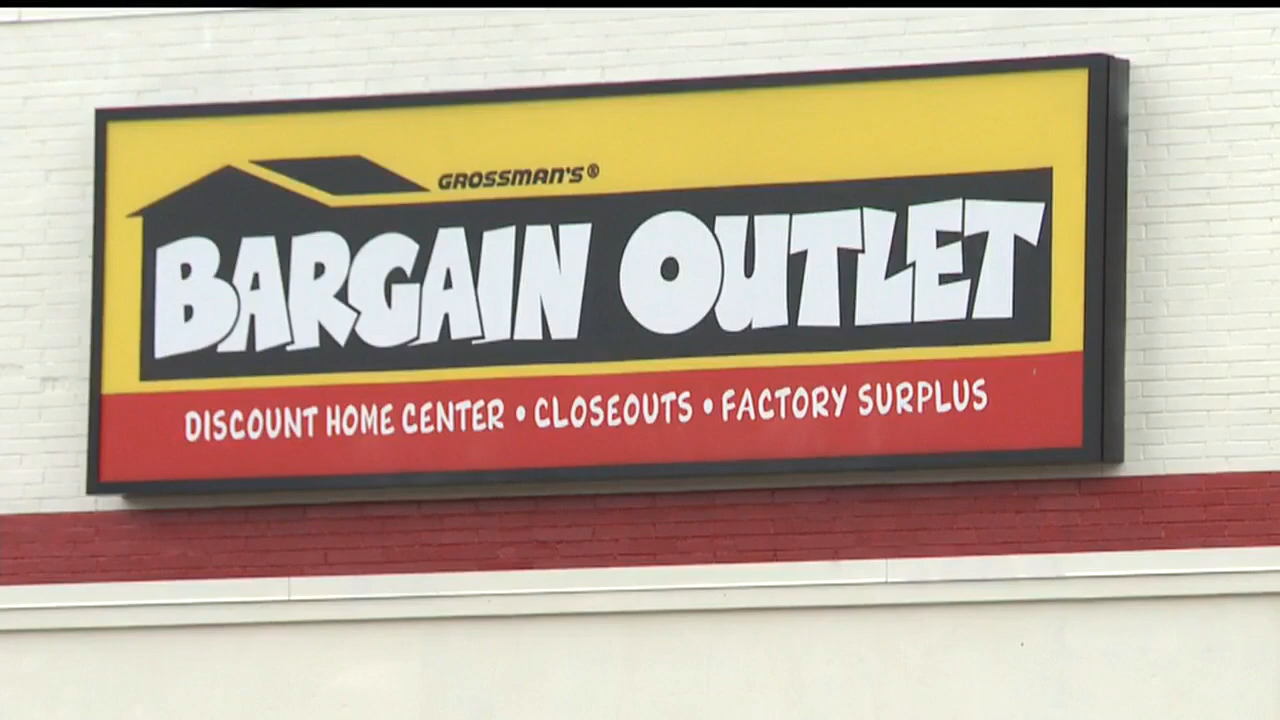 GROSSMAN'S®
BARGAIN OUTLET
DISCOUNT HOME CENTER • CLOSEOUTS • FACTORY SURPLUS